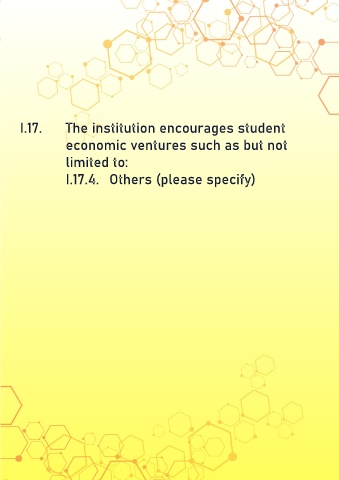 I.17. The institution encourages student
economic ventures such as but not
limited to:
I.17.4. Others (please specify)